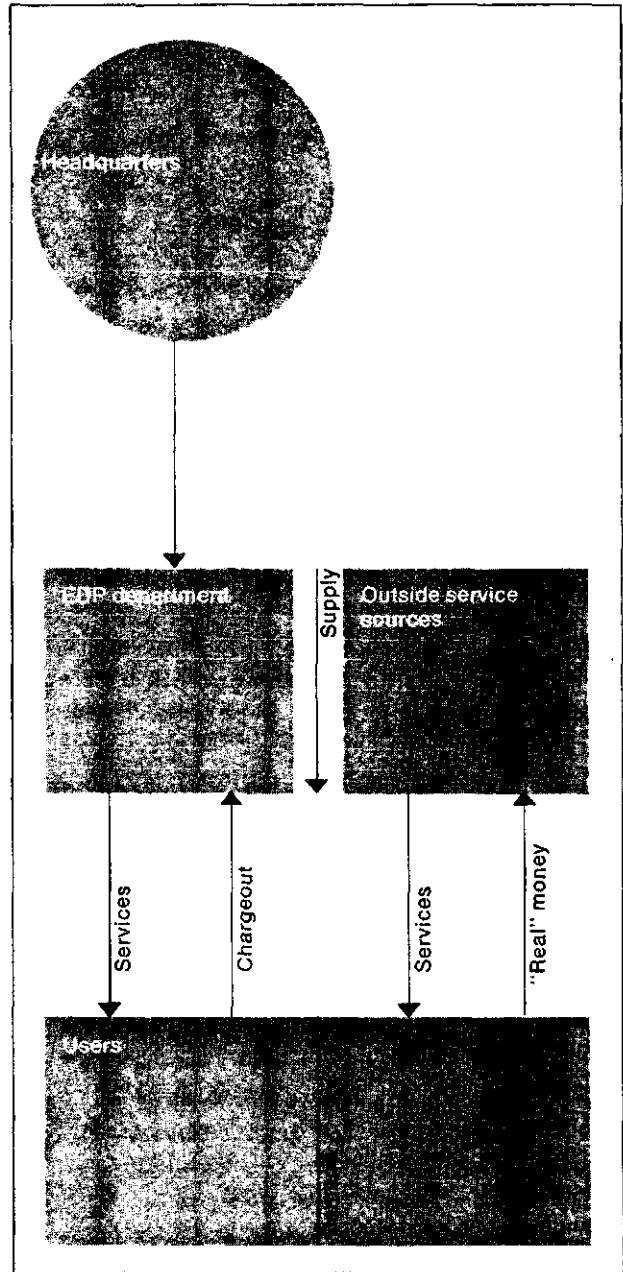 Headquarters
EDP department
Supply
Outside service
sources
Services
Chargeout
Services
"Real" money
Users